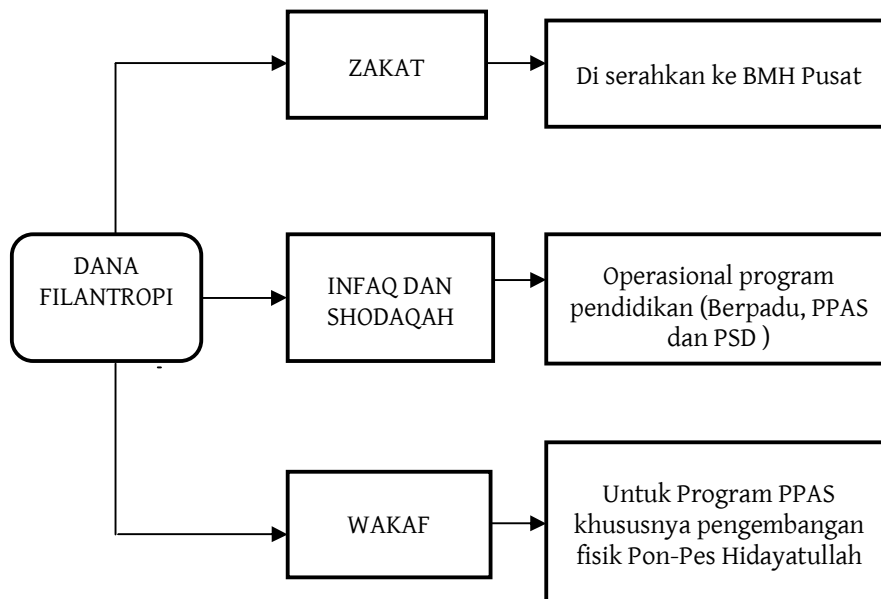 ZAKAT
Di serahkan ke BMH Pusat
DANA
FILANTROPI
INFAQ DAN
SHODAQAH
Operasional program
pendidikan (Berpadu, PPAS
dan PSD )
WAKAF
Untuk Program PPAS
khususnya pengembangan
fisik Pon-Pes Hidayatullah